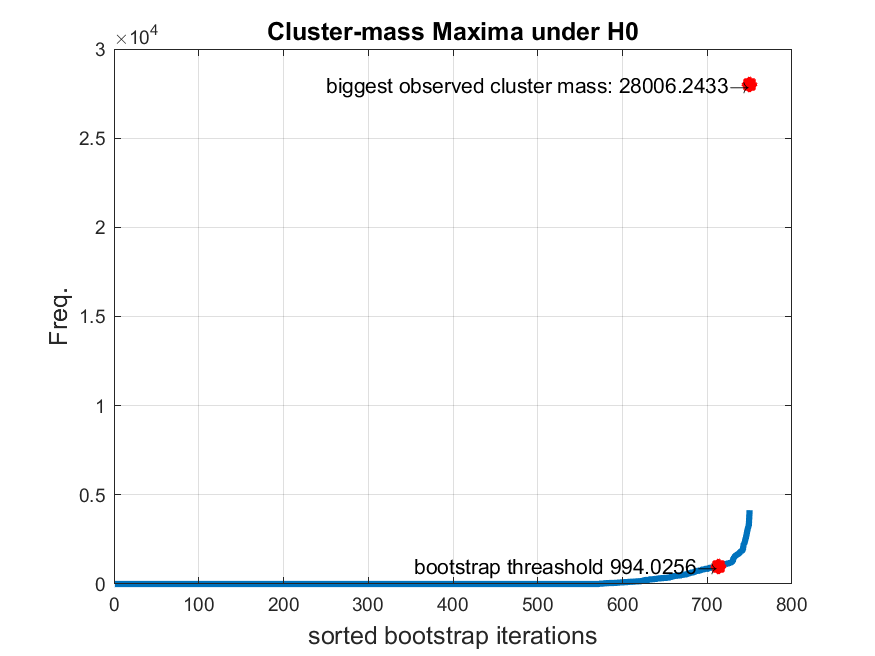 Cluster-mass Maxima under H0
×10^4
3
biggest observed cluster mass: 28006.2433
2.5
2
1.5
Freq.
1
0.5
bootstrap threashold 994.0256
0
0 100 200 300 400 500 600 700 800
sorted bootstrap iterations